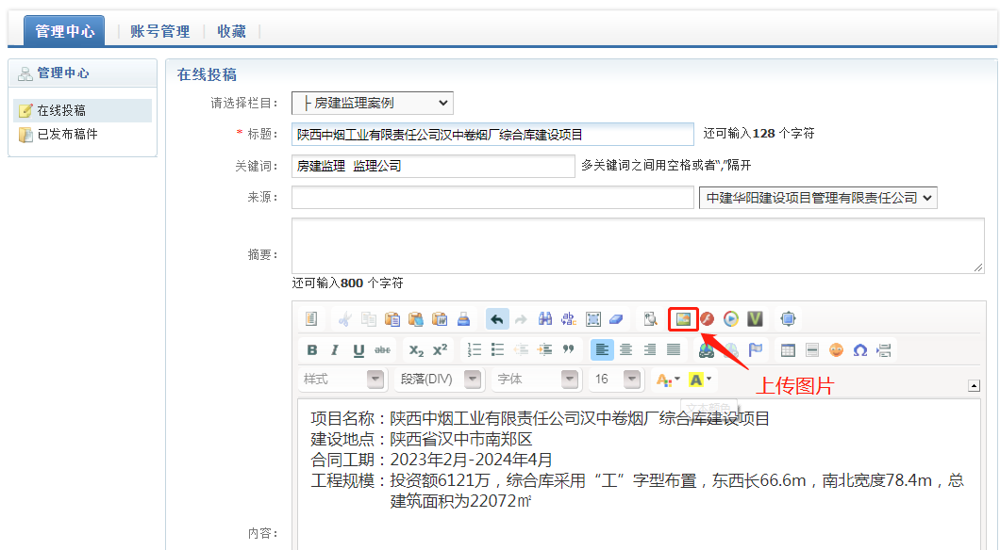 管理中心 账号管理 收藏
管理中心
在线投稿
已发布稿件
在线投稿
请选择栏目： ├ 房建监理案例
* 标题： 陕西中烟工业有限责任公司汉中卷烟厂综合库建设项目 还可输入128 个字符
关键词： 房建监理 监理公司 多关键词之间用空格或者“,”隔开
来源： 中建华阳建设项目管理有限责任公司
摘要：
还可输入800 个字符
B I U abc X₂ X² ”
样式 段落(DIV) 字体 16 A A
上传图片
文本颜色
项目名称：陕西中烟工业有限责任公司汉中卷烟厂综合库建设项目
建设地点：陕西省汉中市南郑区
合同工期：2023年2月-2024年4月
工程规模：投资额6121万，综合库采用“工”字型布置，东西长66.6m，南北宽度78.4m，总
建筑面积为22072㎡
内容：